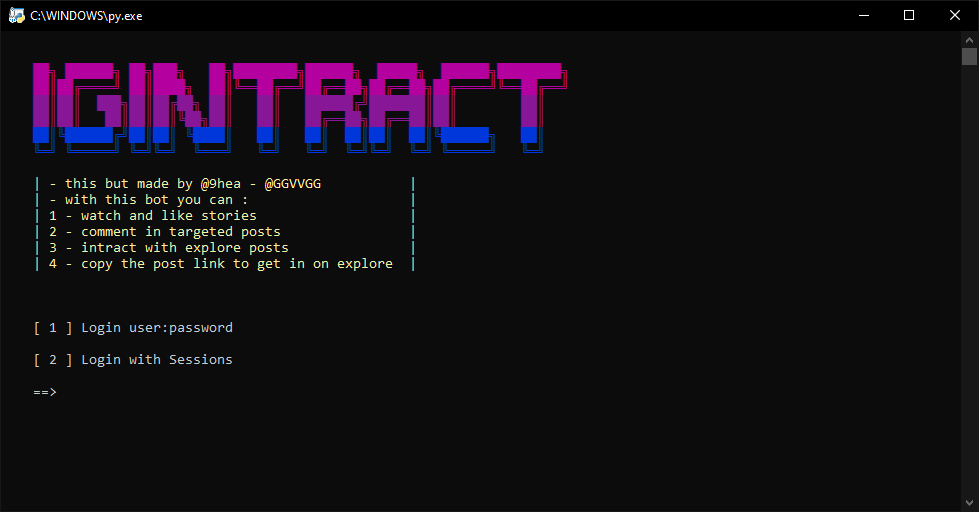 C:\WINDOWS\py.exe
IGINTRACT
| - this but made by @9hea - @GGVVGG |
| - with this bot you can : |
| 1 - watch and like stories |
| 2 - comment in targeted posts |
| 3 - intract with explore posts |
| 4 - copy the post link to get in on explore |
[ 1 ] Login user:password
[ 2 ] Login with Sessions
==>